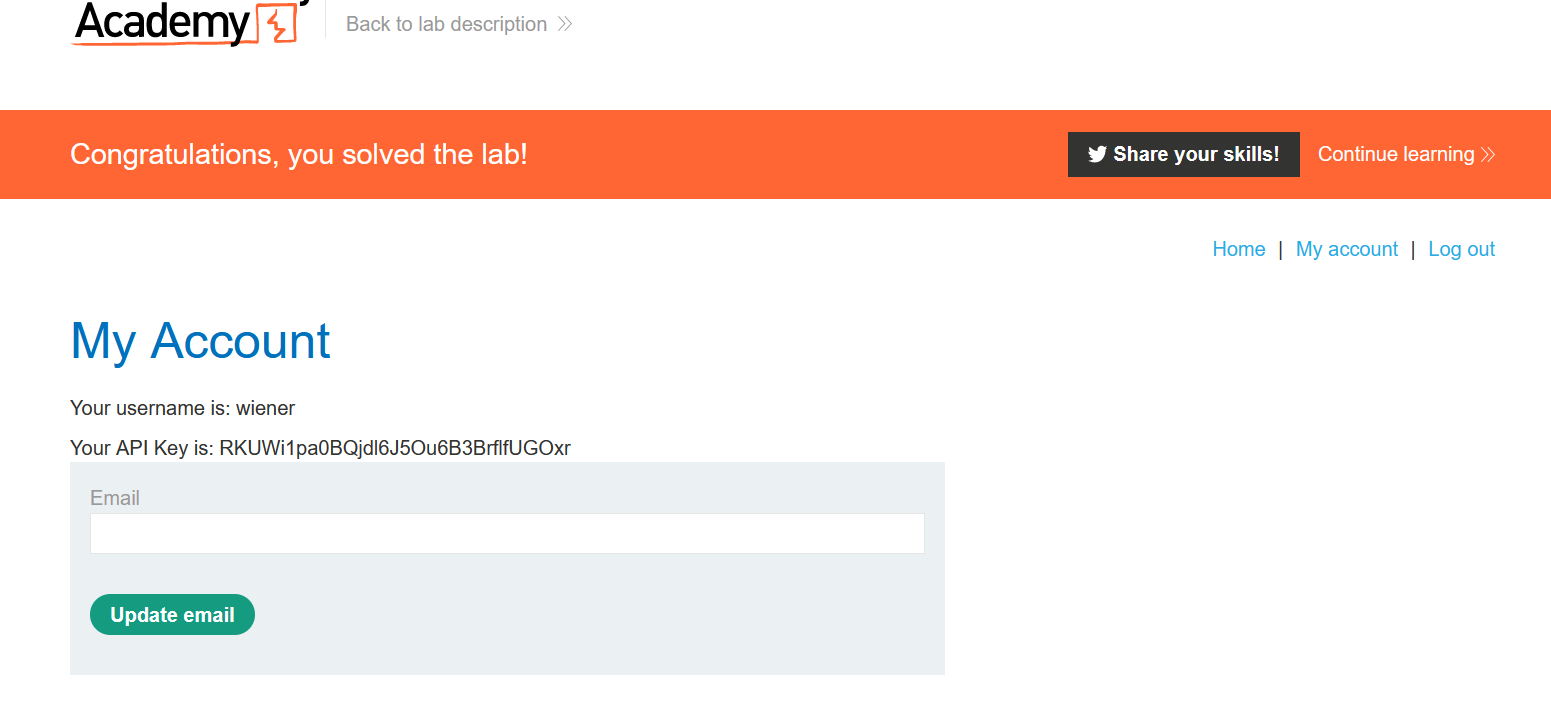 Academy
Back to lab description
Congratulations, you solved the lab!
Share your skills!
Continue learning
Home | My account | Log out
My Account
Your username is: wiener
Your API Key is: RKUWi1pa0BQjdl6J5Ou6B3BrflfUGOxr
Email
Update email